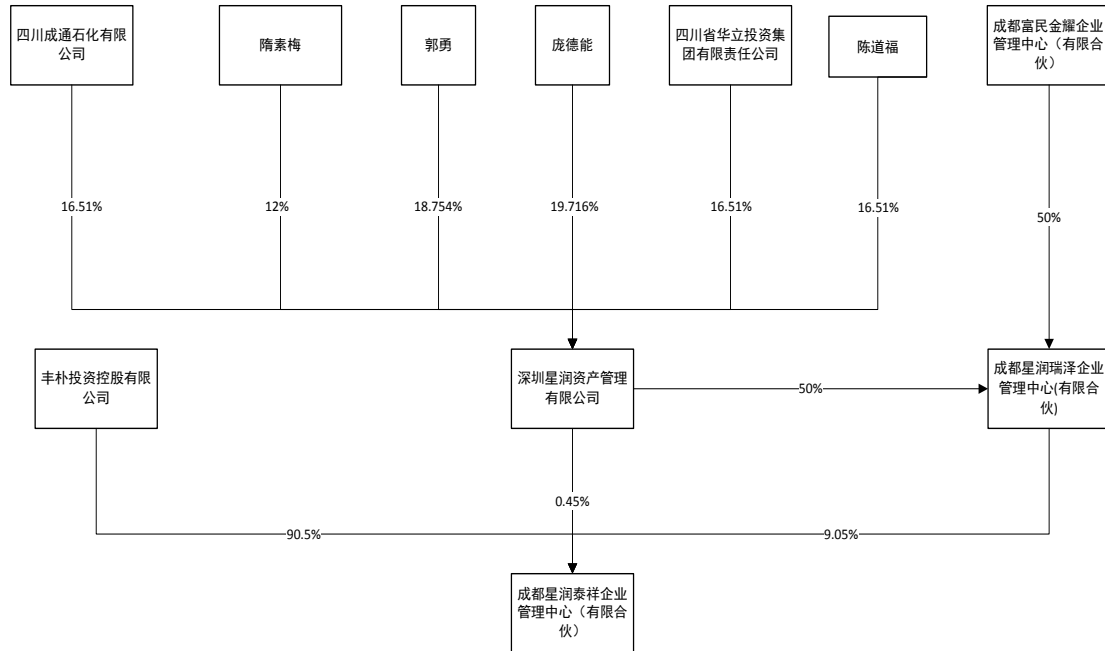 四川成通石化有限
公司
隋素梅
郭勇
庞德能
四川省华立投资集
团有限责任公司
陈道福
成都富民金耀企业
管理中心（有限合
伙）
16.51%
12%
18.754%
19.716%
16.51%
16.51%
50%
丰朴投资控股有限
公司
深圳星润资产管理
有限公司
50%
成都星润瑞泽企业
管理中心(有限合
伙)
0.45%
90.5%
9.05%
成都星润泰祥企业
管理中心（有限合
伙）